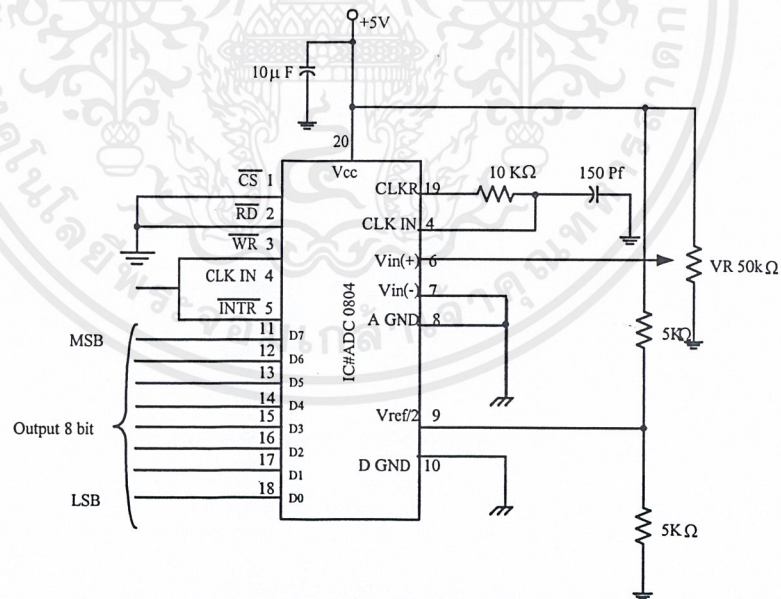 +5V
10μ F
20
Vcc
CS 1
RD 2
WR 3
CLK IN 4
INTR 5
CLKR 19
10 KΩ
150 Pf
CLK IN 4
Vin(+) 6
VR 50kΩ
Vin(-) 7
A GND 8
5KΩ
IC#ADC 0804
MSB
11 D7
12 D6
13 D5
14 D4
15 D3
16 D2
17 D1
18 D0
Output 8 bit
LSB
Vref/2 9
D GND 10
5KΩ